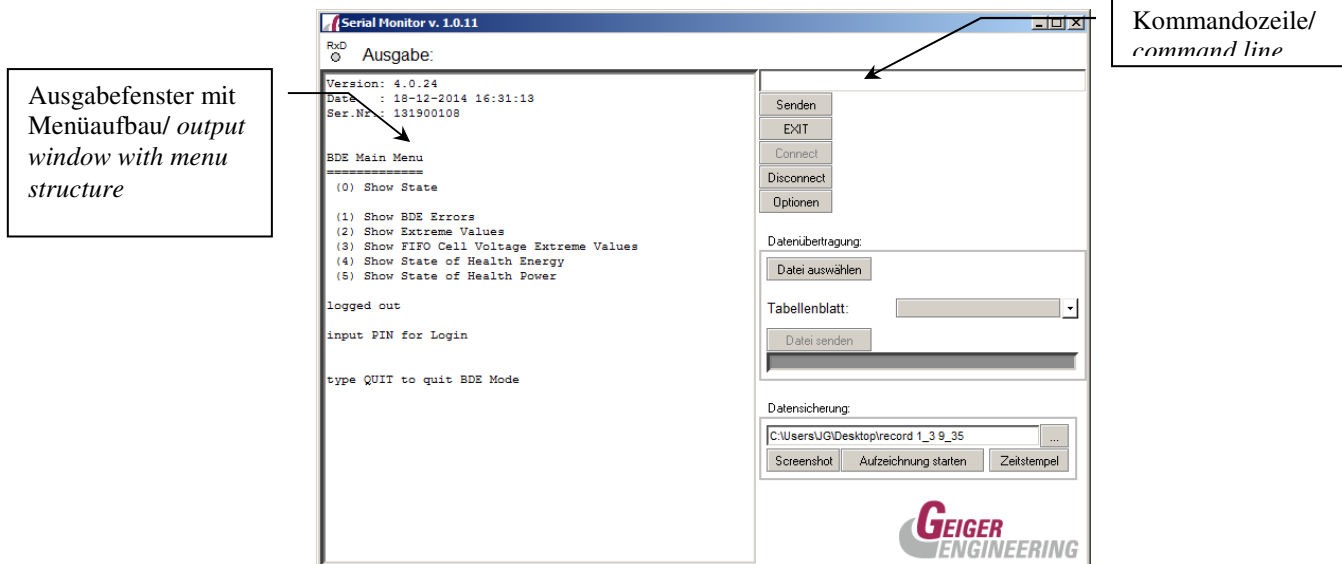 Serial Monitor v. 1.0.11
Kommandozeile/
command line
RxD
Ausgabe:
Ausgabefenster mit
Menüaufbau/ output
window with menu
structure
Version: 4.0.24
Date : 18-12-2014 16:31:13
Ser.Nr.: 131900108
BDE Main Menu
=============
(0) Show State
(1) Show BDE Errors
(2) Show Extreme Values
(3) Show FIFO Cell Voltage Extreme Values
(4) Show State of Health Energy
(5) Show State of Health Power
logged out
input PIN for Login
type QUIT to quit BDE Mode
Senden
EXIT
Connect
Disconnect
Optionen
Datenübertragung:
Datei auswählen
Tabellenblatt:
Datei senden
Datensicherung:
C:\Users\JG\Desktop\record 1_3 9_35
...
Screenshot Aufzeichnung starten Zeitstempel
GEIGER
ENGINEERING